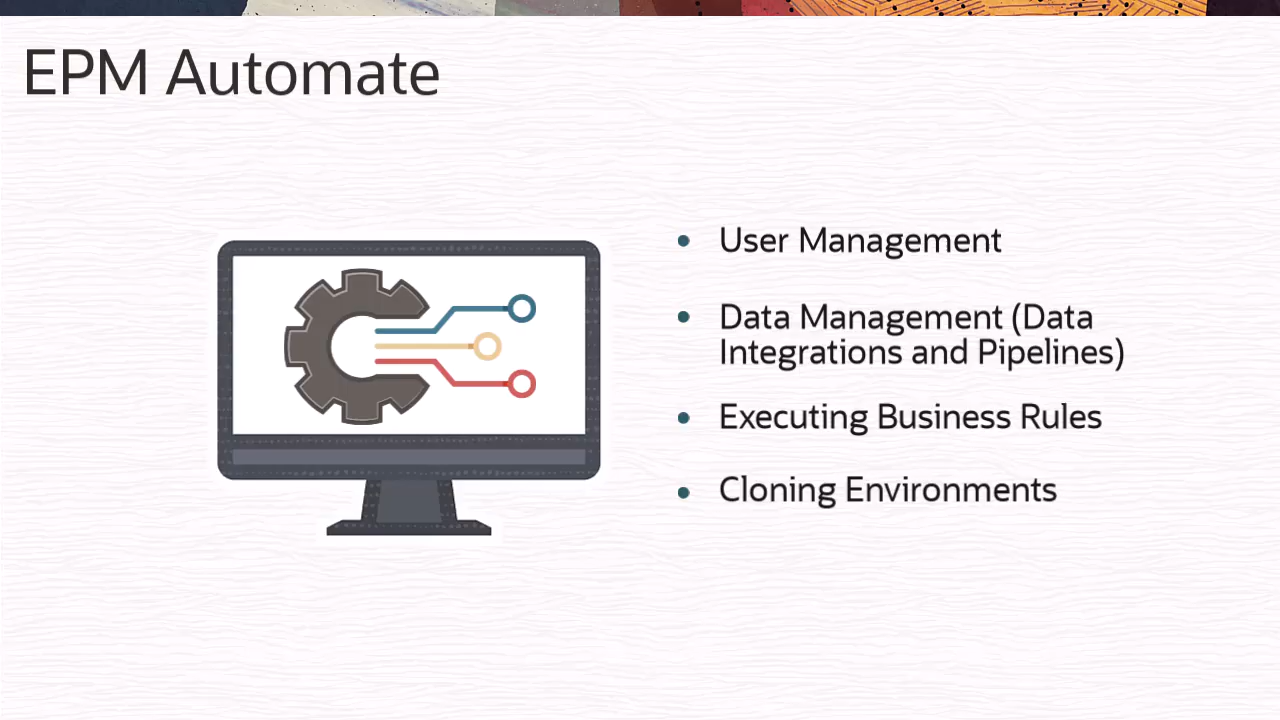 EPM Automate
• User Management
• Data Management (Data
Integrations and Pipelines)
• Executing Business Rules
• Cloning Environments